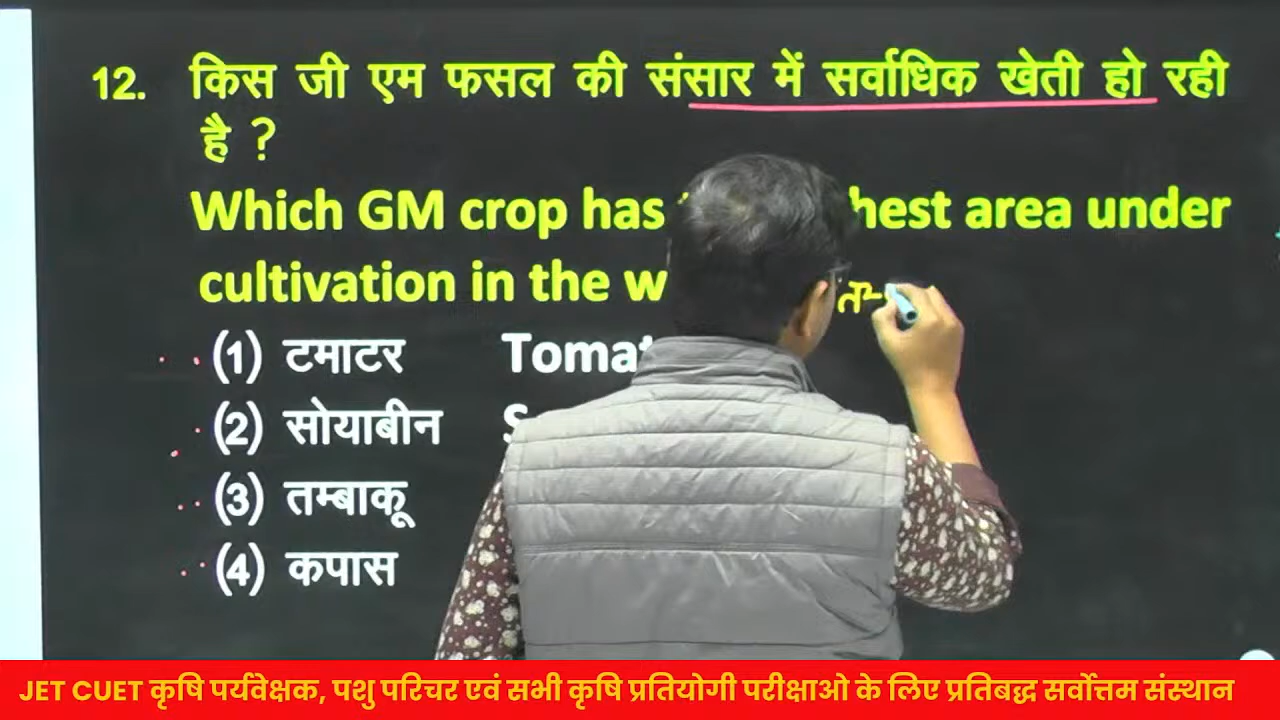 12. किस जी एम फसल की संसार में सर्वाधिक खेती हो रही
है ?
Which GM crop has hest area under
cultivation in the w
(1) टमाटर Tomat
(2) सोयाबीन S
(3) तम्बाकू
(4) कपास
JET CUET कृषि पर्यवेक्षक, पशु परिचर एवं सभी कृषि प्रतियोगी परीक्षाओ के लिए प्रतिबद्ध सर्वोत्तम संस्थान